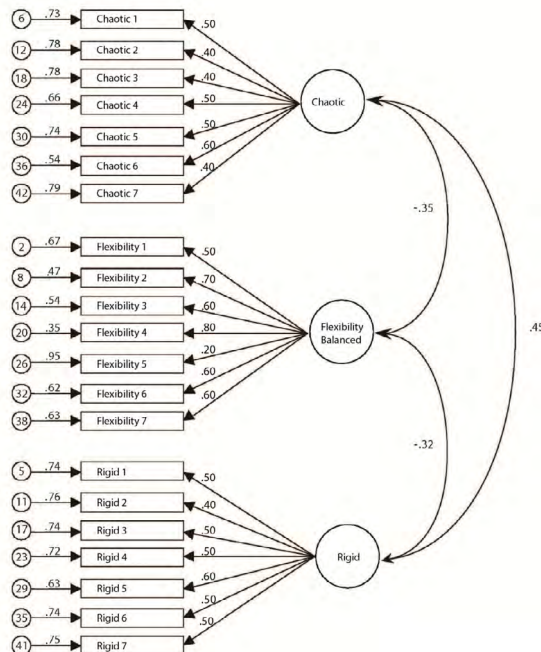 6 .73 Chaotic 1 .50
12 .78 Chaotic 2 .40
18 .78 Chaotic 3 .40
24 .66 Chaotic 4 .50
30 .74 Chaotic 5 .50
36 .54 Chaotic 6 .60
42 .79 Chaotic 7 .40
Chaotic
-.35
2 .67 Flexibility 1 .50
8 .47 Flexibility 2 .70
14 .54 Flexibility 3 .60
20 .35 Flexibility 4 .80
26 .95 Flexibility 5 .20
32 .62 Flexibility 6 .60
38 .63 Flexibility 7 .60
Flexibility
Balanced
.45
-.32
5 .74 Rigid 1 .50
11 .76 Rigid 2 .40
17 .74 Rigid 3 .50
23 .72 Rigid 4 .50
29 .63 Rigid 5 .60
35 .74 Rigid 6 .50
41 .75 Rigid 7 .50
Rigid